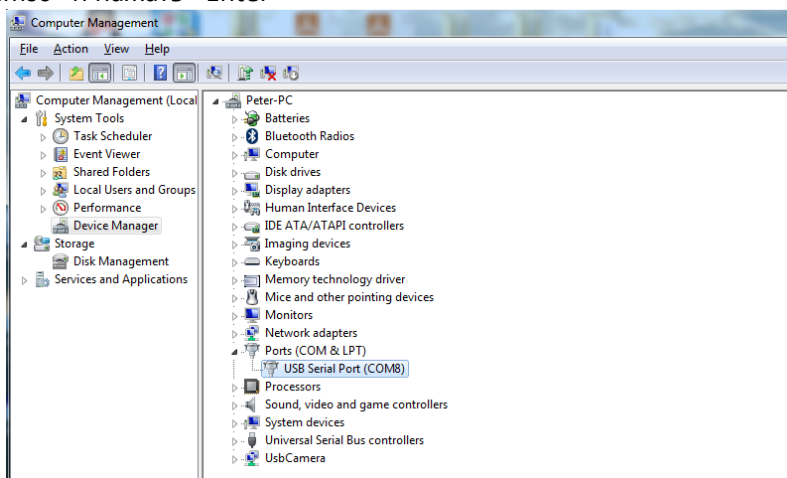 Enter
Computer Management
File Action View Help
Computer Management (Local
System Tools
Task Scheduler
Event Viewer
Shared Folders
Local Users and Groups
Performance
Device Manager
Storage
Disk Management
Services and Applications
Peter-PC
Batteries
Bluetooth Radios
Computer
Disk drives
Display adapters
Human Interface Devices
IDE ATA/ATAPI controllers
Imaging devices
Keyboards
Memory technology driver
Mice and other pointing devices
Monitors
Network adapters
Ports (COM & LPT)
USB Serial Port (COM8)
Processors
Sound, video and game controllers
System devices
Universal Serial Bus controllers
UsbCamera